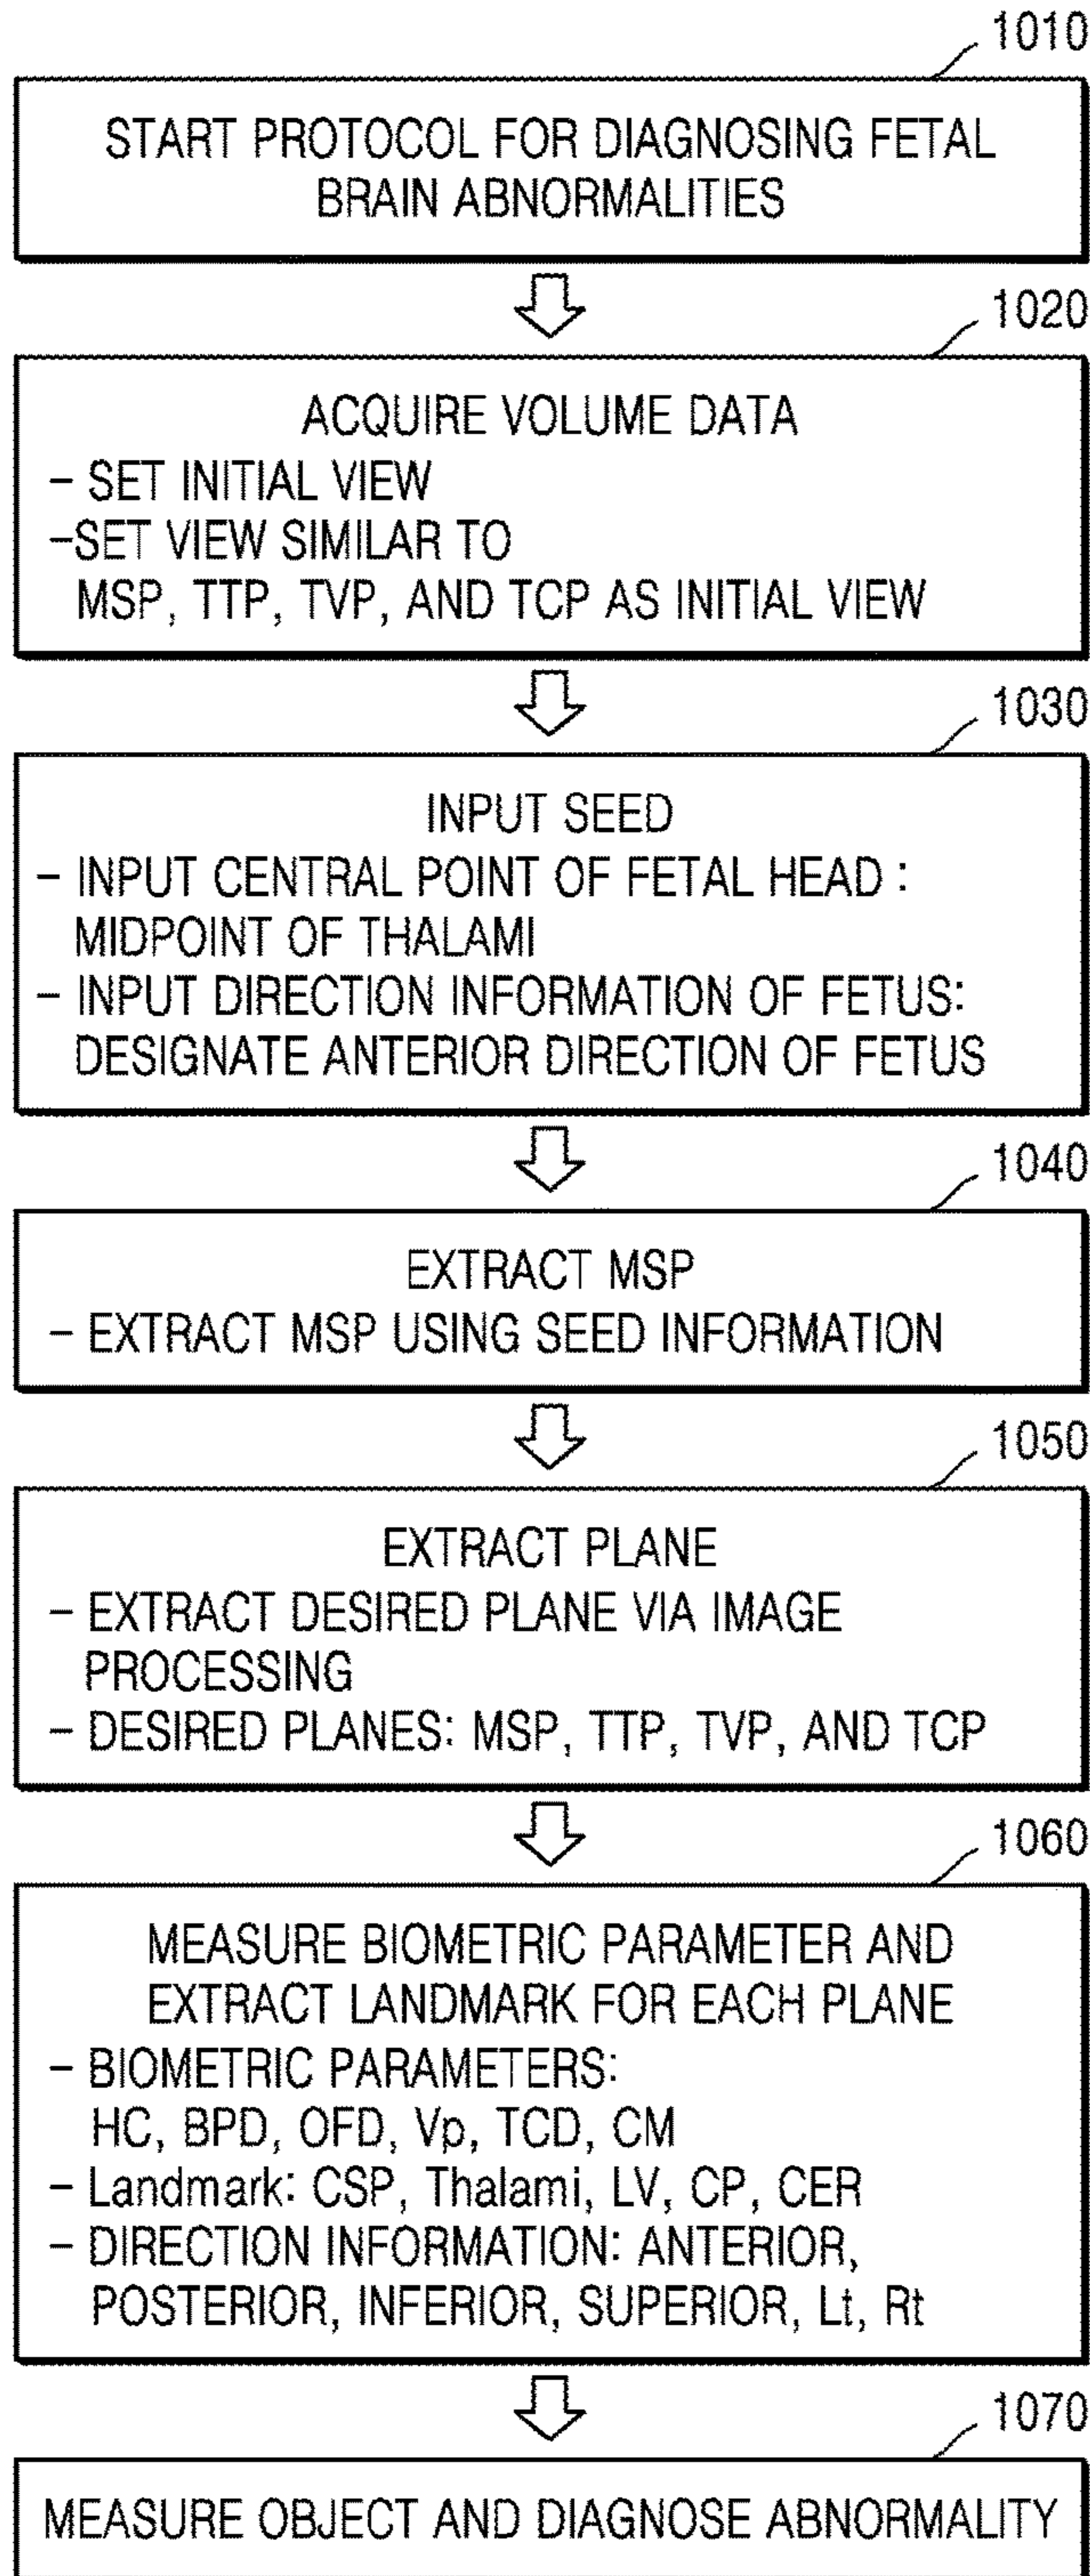 1010
START PROTOCOL FOR DIAGNOSING FETAL
BRAIN ABNORMALITIES
1020
ACQUIRE VOLUME DATA
- SET INITIAL VIEW
-SET VIEW SIMILAR TO
MSP, TTP, TVP, AND TCP AS INITIAL VIEW
1030
INPUT SEED
- INPUT CENTRAL POINT OF FETAL HEAD :
MIDPOINT OF THALAMI
- INPUT DIRECTION INFORMATION OF FETUS:
DESIGNATE ANTERIOR DIRECTION OF FETUS
1040
EXTRACT MSP
- EXTRACT MSP USING SEED INFORMATION
1050
EXTRACT PLANE
- EXTRACT DESIRED PLANE VIA IMAGE
PROCESSING
- DESIRED PLANES: MSP, TTP, TVP, AND TCP
1060
MEASURE BIOMETRIC PARAMETER AND
EXTRACT LANDMARK FOR EACH PLANE
- BIOMETRIC PARAMETERS:
HC, BPD, OFD, Vp, TCD, CM
- Landmark: CSP, Thalami, LV, CP, CER
- DIRECTION INFORMATION: ANTERIOR,
POSTERIOR, INFERIOR, SUPERIOR, Lt, Rt
1070
MEASURE OBJECT AND DIAGNOSE ABNORMALITY